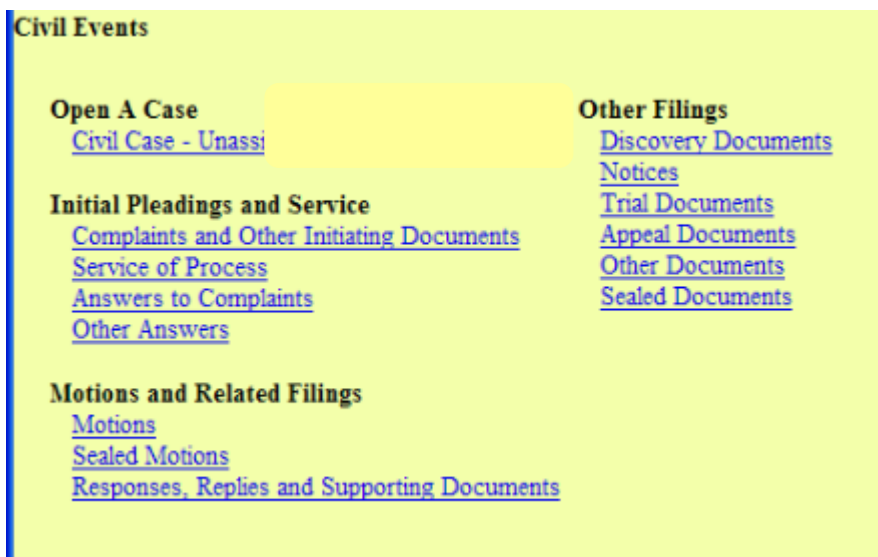 Civil Events
Open A Case
Civil Case -
Initial Pleadings and Service
Complaints and Other Initiating Documents
Service of Process
Answers to Complaints
Other Answers
Motions and Related Filings
Motions
Sealed Motions
Responses, Replies and Supporting Documents
Other Filings
Discovery Documents
Notices
Trial Documents
Appeal Documents
Other Documents
Sealed Documents